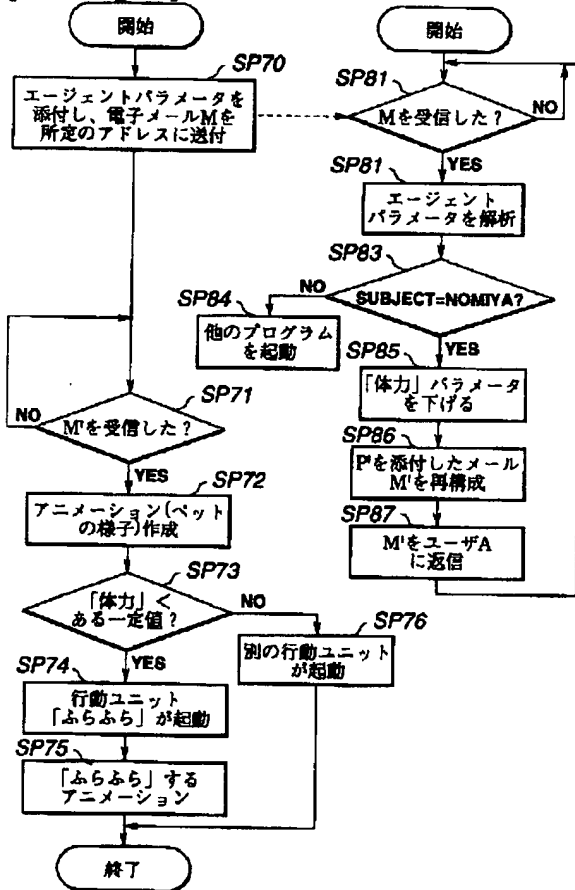 開始
SP70
エージェントパラメータを
添付し、電子メールMを
所定のアドレスに送付
SP71
M'を受信した?
NO
YES
SP72
アニメーション(ペット
の様子)作成
SP73
「体力」<
ある一定値?
NO
YES
SP76
別の行動ユニット
が起動
SP74
行動ユニット
「ふらふら」が起動
SP75
「ふらふら」する
アニメーション
終了
開始
SP81
Mを受信した?
NO
YES
SP81
エージェント
パラメータを解析
SP83
SUBJECT=NOMIYA?
NO
YES
SP84
他のプログラム
を起動
SP85
「体力」パラメータ
を下げる
SP86
P'を添付したメール
M'を再構成
SP87
M'をユーザA
に返信